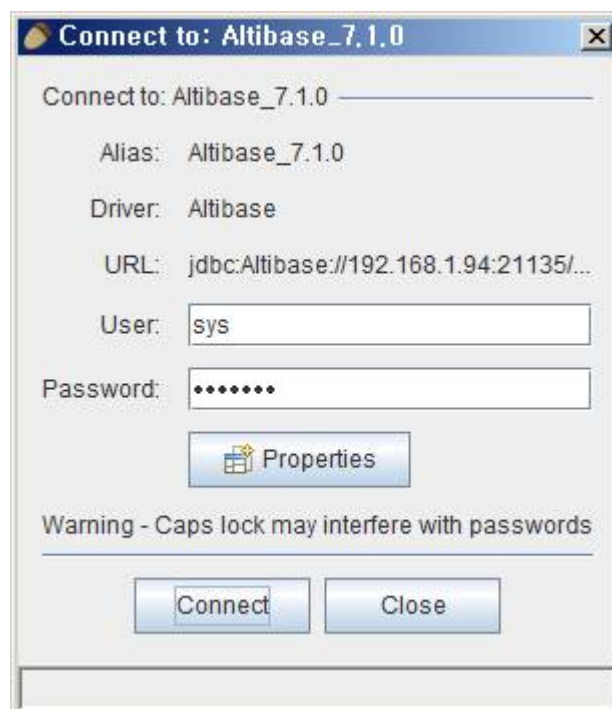 Connect to: Altibase_7.1.0
Connect to: Altibase_7.1.0
Alias: Altibase_7.1.0
Driver: Altibase
URL: jdbc:Altibase://192.168.1.94:21135/...
User: sys
Password: •••••••
Properties
Warning - Caps lock may interfere with passwords
Connect Close